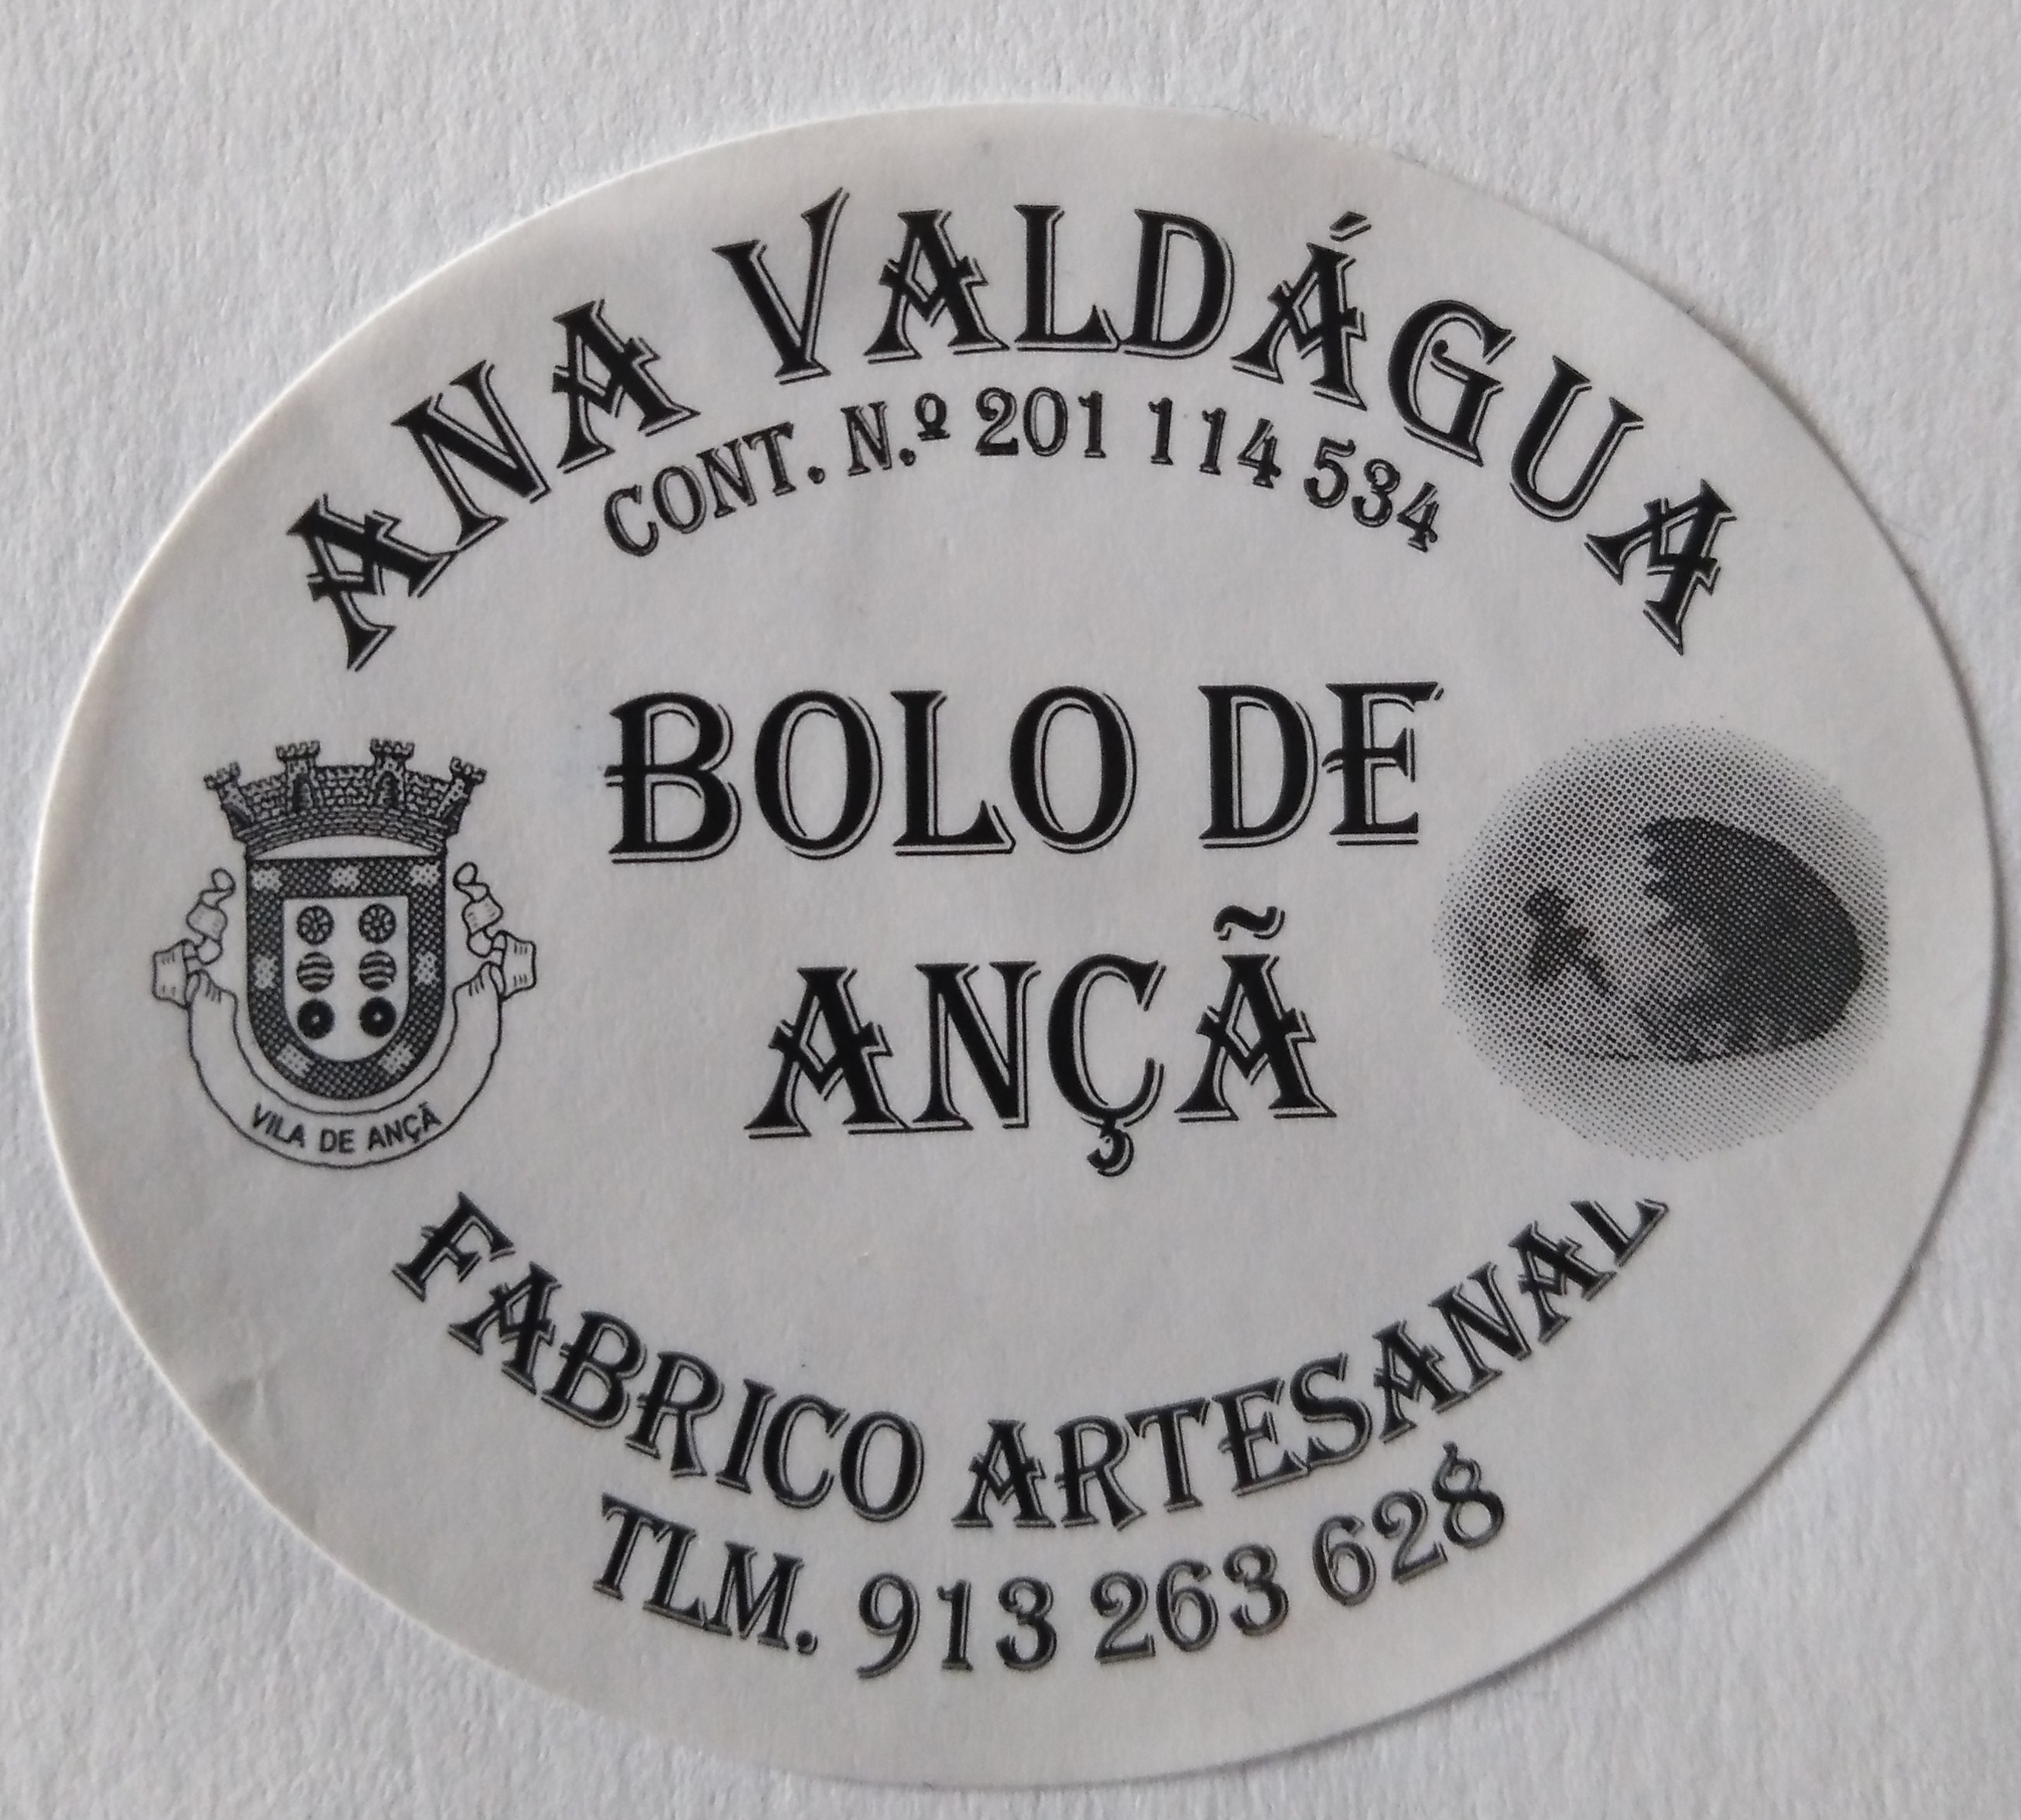 ANA VALDÁGUA
CONT. N.º 201 114 534
BOLO DE
ANÇÃ
VILA DE ANÇÃ
FABRICO ARTESANAL
TLM. 913 263 628